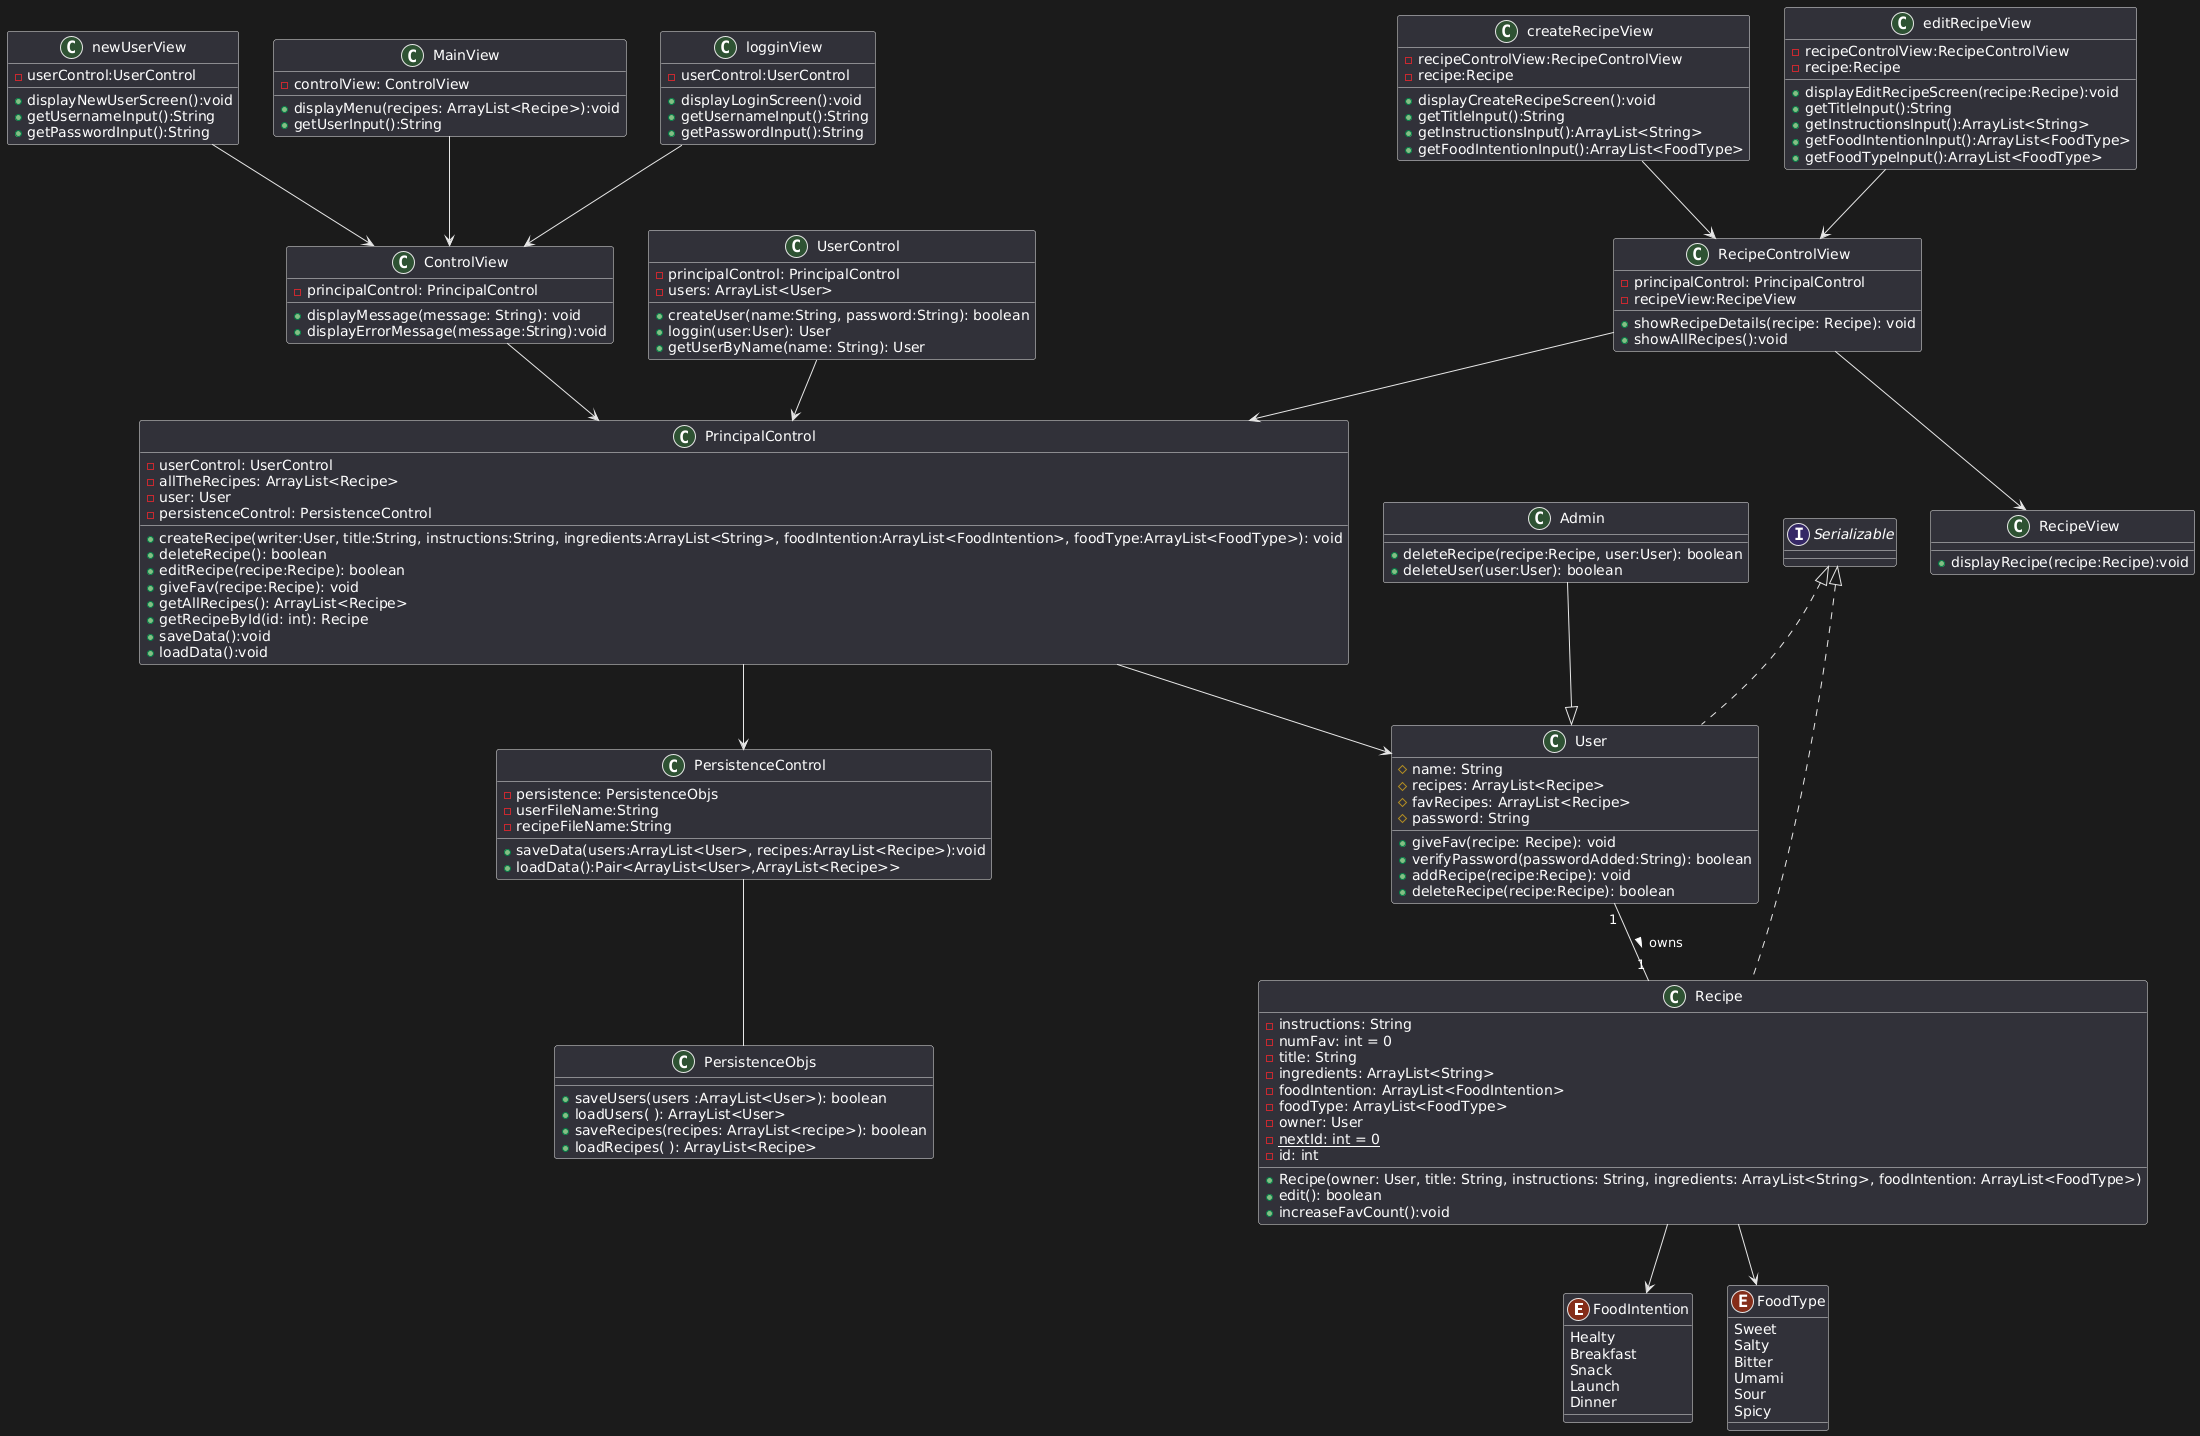 newUserView
userControl:UserControl
displayNewUserScreen():void
getUsernameInput():String
getPasswordInput():String
MainView
controlView: ControlView
displayMenu(recipes: ArrayList<Recipe>):void
getUserInput():String
logginView
userControl:UserControl
displayLoginScreen():void
getUsernameInput():String
getPasswordInput():String
createRecipeView
recipeControlView:RecipeControlView
recipe:Recipe
displayCreateRecipeScreen():void
getTitleInput():String
getInstructionsInput():ArrayList<String>
getFoodIntentionInput():ArrayList<FoodType>
editRecipeView
recipeControlView:RecipeControlView
recipe:Recipe
displayEditRecipeScreen(recipe:Recipe):void
getTitleInput():String
getInstructionsInput():ArrayList<String>
getFoodIntentionInput():ArrayList<FoodType>
getFoodTypeInput():ArrayList<FoodType>
ControlView
principalControl: PrincipalControl
displayMessage(message: String): void
displayErrorMessage(message:String):void
UserControl
principalControl: PrincipalControl
users: ArrayList<User>
createUser(name:String, password:String): boolean
loggin(user:User): User
getUserByName(name: String): User
RecipeControlView
principalControl: PrincipalControl
recipeView:RecipeView
showRecipeDetails(recipe: Recipe): void
showAllRecipes():void
PrincipalControl
userControl: UserControl
allTheRecipes: ArrayList<Recipe>
user: User
persistenceControl: PersistenceControl
createRecipe(writer:User, title:String, instructions:String, ingredients:ArrayList<String>, foodIntention:ArrayList<FoodIntention>, foodType:ArrayList<FoodType>): void
deleteRecipe(): boolean
editRecipe(recipe:Recipe): boolean
giveFav(recipe:Recipe): void
getAllRecipes(): ArrayList<Recipe>
getRecipeById(id: int): Recipe
saveData():void
loadData():void
Admin
deleteRecipe(recipe:Recipe, user:User): boolean
deleteUser(user:User): boolean
Serializable
RecipeView
displayRecipe(recipe:Recipe):void
PersistenceControl
persistence: PersistenceObjs
userFileName:String
recipeFileName:String
saveData(users:ArrayList<User>, recipes:ArrayList<Recipe>):void
loadData():Pair<ArrayList<User>,ArrayList<Recipe>>
User
name: String
recipes: ArrayList<Recipe>
favRecipes: ArrayList<Recipe>
password: String
giveFav(recipe: Recipe): void
verifyPassword(passwordAdded:String): boolean
addRecipe(recipe:Recipe): void
deleteRecipe(recipe:Recipe): boolean
1
owns
1
PersistenceObjs
saveUsers(users :ArrayList<User>): boolean
loadUsers( ): ArrayList<User>
saveRecipes(recipes: ArrayList<recipe>): boolean
loadRecipes( ): ArrayList<Recipe>
Recipe
instructions: String
numFav: int = 0
title: String
ingredients: ArrayList<String>
foodIntention: ArrayList<FoodIntention>
foodType: ArrayList<FoodType>
owner: User
nextId: int = 0
id: int
Recipe(owner: User, title: String, instructions: String, ingredients: ArrayList<String>, foodIntention: ArrayList<FoodType>)
edit(): boolean
increaseFavCount():void
FoodIntention
Healty
Breakfast
Snack
Launch
Dinner
FoodType
Sweet
Salty
Bitter
Umami
Sour
Spicy